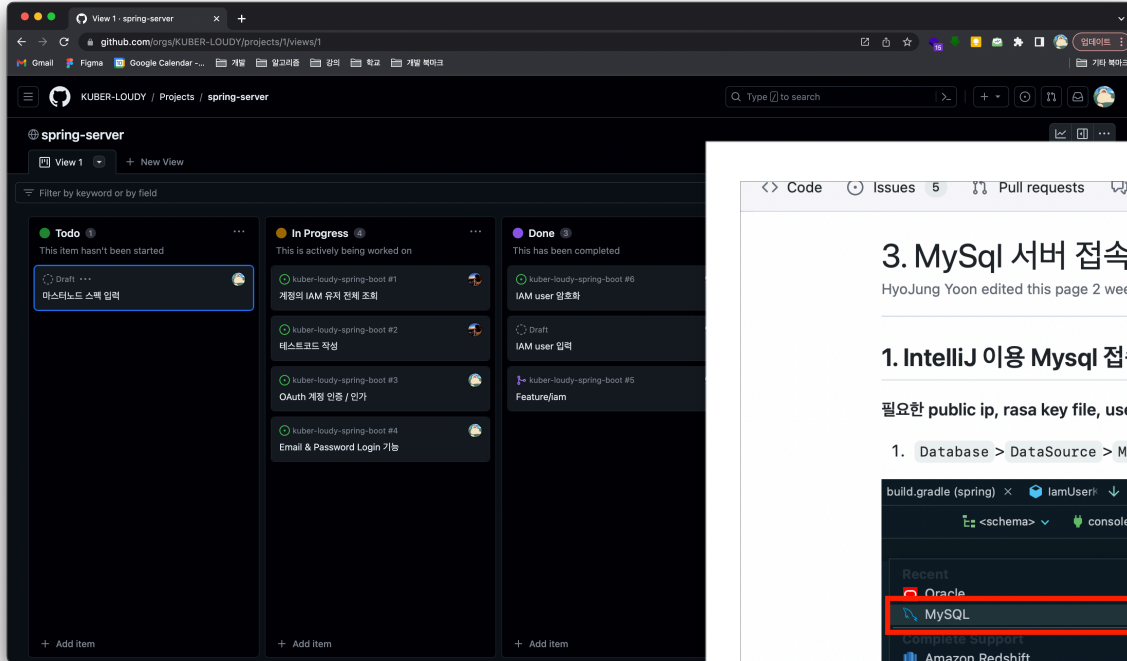 View 1 · spring-server
github.com/orgs/KUBER-LOUDY/projects/1/views/1
15
업데이트
Gmail
Figma
Google Calendar -...
개발
알고리즘
강의
학교
개발 북마크
기타 북마크
KUBER-LOUDY / Projects / spring-server
Type / to search
spring-server
View 1
New View
Filter by keyword or by field
Todo 1
This item hasn't been started
Draft
마스터노드 스펙 입력
Add item
In Progress 4
This is actively being worked on
kuber-loudy-spring-boot #1
계정의 IAM 유저 전체 조회
kuber-loudy-spring-boot #2
테스트코드 작성
kuber-loudy-spring-boot #3
OAuth 계정 인증 / 인가
kuber-loudy-spring-boot #4
Email & Password Login 기능
Add item
Done 3
This has been completed
kuber-loudy-spring-boot #6
IAM user 암호화
Draft
IAM user 입력
kuber-loudy-spring-boot #5
Feature/iam
Add item
Code
Issues 5
Pull requests
3. MySql 서버 접속
HyoJung Yoon edited this page 2 wee
1. IntelliJ 이용 Mysql 접
필요한 public ip, rasa key file, use
1. Database > DataSource > M
build.gradle (spring)
IamUser
<schema>
console
Recent
Oracle
MySQL
Complete Support
Amazon Redshift